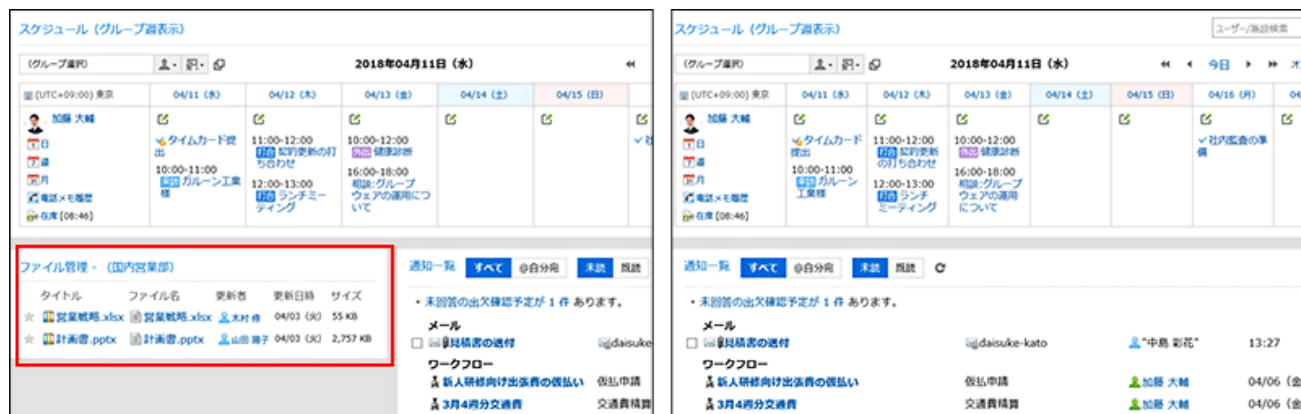 スケジュール（グループ週表示）
(グループ選択)
2018年04月11日（水）
(UTC+09:00) 東京
04/11（水）
04/12（木）
04/13（金）
04/14（土）
04/15（日）
加藤 大輔
日
週
月
電話メモ履歴
在席 [08:46]
タイムカード提
出
10:00-11:00
来訪 ガルーン工業
様
11:00-12:00
打合 契約更新の打
ち合わせ
12:00-13:00
打合 ランチミー
ティング
10:00-12:00
外出 健康診断
16:00-18:00
相談:グループ
ウェアの運用につ
いて
ファイル管理 - （国内営業部）
タイトル ファイル名 更新者 更新日時 サイズ
営業戦略.xlsx 営業戦略.xlsx 木村 修 04/03（火） 55 KB
計画書.pptx 計画書.pptx 山田 陽子 04/03（火） 2,757 KB
通知一覧 すべて @自分宛 未読 既読
・未回答の出欠確認予定が 1 件 あります。
メール
見積書の送付 daisuke
ワークフロー
新人研修向け出張費の仮払い 仮払申請
3月4週分交通費 交通費精算
スケジュール（グループ週表示）
ユーザー/施設検索
(グループ選択)
2018年04月11日（水）
今日
(UTC+09:00) 東京
04/11（水）
04/12（木）
04/13（金）
04/14（土）
04/15（日）
04/16（月）
04
加藤 大輔
日
週
月
電話メモ履歴
在席 [08:46]
タイムカード
提出
10:00-11:00
来訪 ガルーン
工業様
11:00-12:00
打合 契約更新
の打ち合わせ
12:00-13:00
打合 ランチ
ミーティング
10:00-12:00
外出 健康診断
16:00-18:00
相談:グループ
ウェアの運用
について
社内監査の準
備
通知一覧 すべて @自分宛 未読 既読
・未回答の出欠確認予定が 1 件 あります。
メール
見積書の送付 daisuke-kato "中島 彩花" 13:27
ワークフロー
新人研修向け出張費の仮払い 仮払申請 加藤 大輔 04/06（金
3月4週分交通費 交通費精算 加藤 大輔 04/06（金